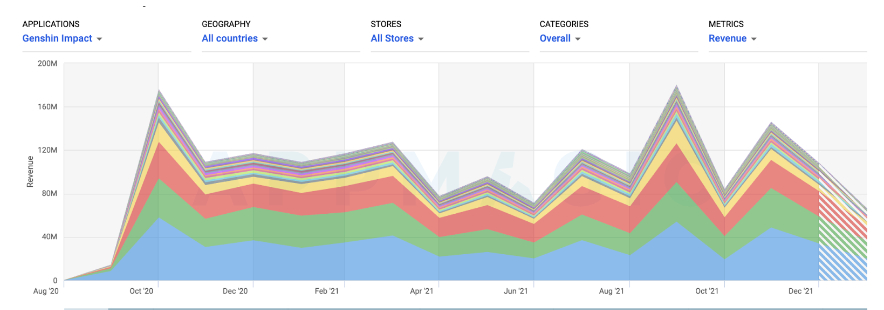 APPLICATIONS GEOGRAPHY STORES CATEGORIES METRICS
Genshin Impact All countries All Stores Overall Revenue
200M
160M
120M
80M
40M
0
Revenue
Aug '20 Oct '20 Dec '20 Feb '21 Apr '21 Jun '21 Aug '21 Oct '21 Dec '21